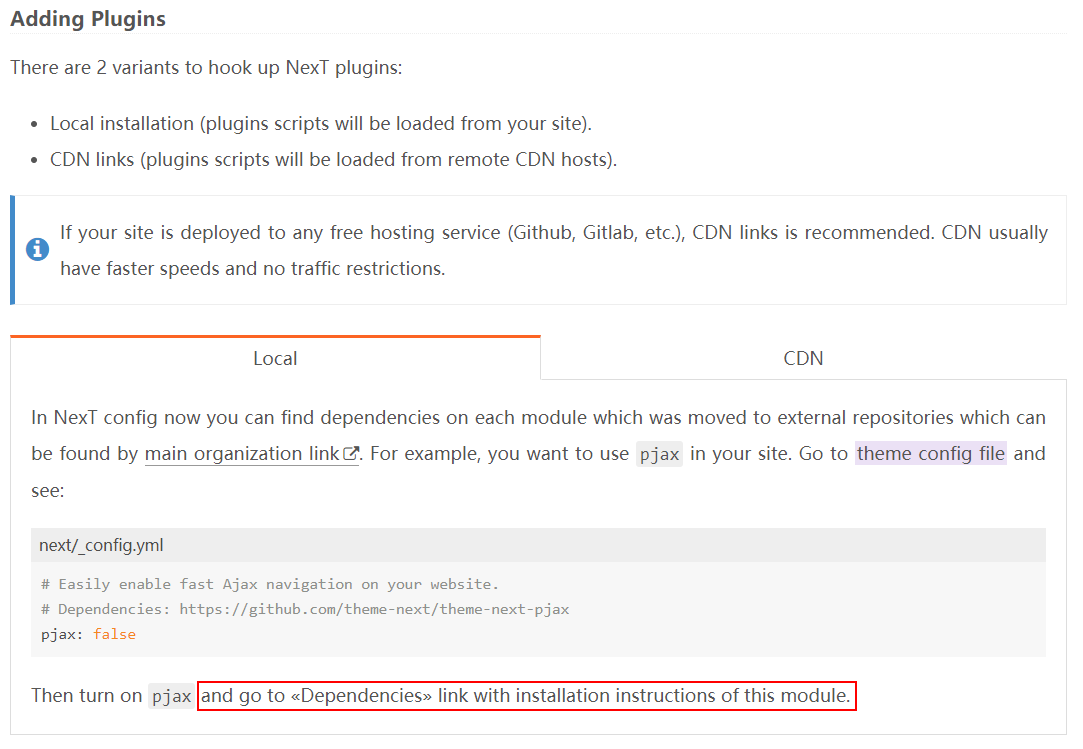 Adding Plugins
There are 2 variants to hook up NexT plugins:
• Local installation (plugins scripts will be loaded from your site).
• CDN links (plugins scripts will be loaded from remote CDN hosts).
If your site is deployed to any free hosting service (Github, Gitlab, etc.), CDN links is recommended. CDN usually
have faster speeds and no traffic restrictions.
Local
CDN
In NexT config now you can find dependencies on each module which was moved to external repositories which can
be found by main organization link. For example, you want to use pjax in your site. Go to theme config file and
see:
next/_config.yml
# Easily enable fast Ajax navigation on your website.
# Dependencies: https://github.com/theme-next/theme-next-pjax
pjax: false
Then turn on pjax and go to «Dependencies» link with installation instructions of this module.